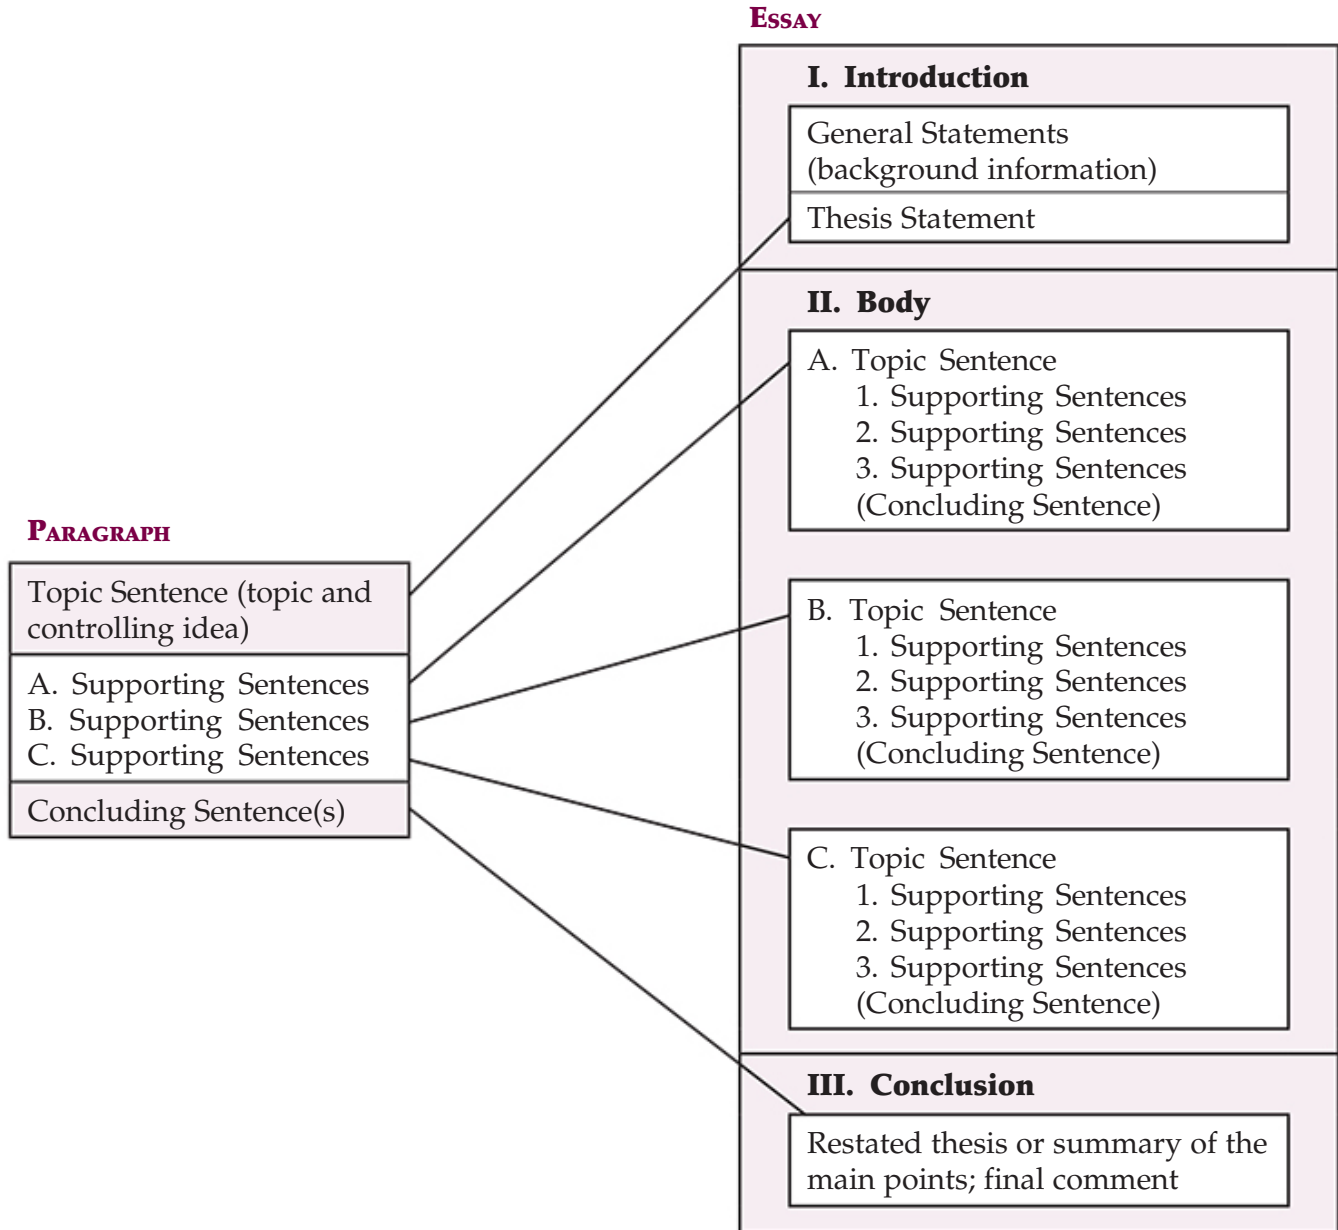 PARAGRAPH
Topic Sentence (topic and
controlling idea)
A. Supporting Sentences
B. Supporting Sentences
C. Supporting Sentences
Concluding Sentence(s)
ESSAY
I. Introduction
General Statements
(background information)
Thesis Statement
II. Body
A. Topic Sentence
1. Supporting Sentences
2. Supporting Sentences
3. Supporting Sentences
(Concluding Sentence)
B. Topic Sentence
1. Supporting Sentences
2. Supporting Sentences
3. Supporting Sentences
(Concluding Sentence)
C. Topic Sentence
1. Supporting Sentences
2. Supporting Sentences
3. Supporting Sentences
(Concluding Sentence)
III. Conclusion
Restated thesis or summary of the
main points; final comment